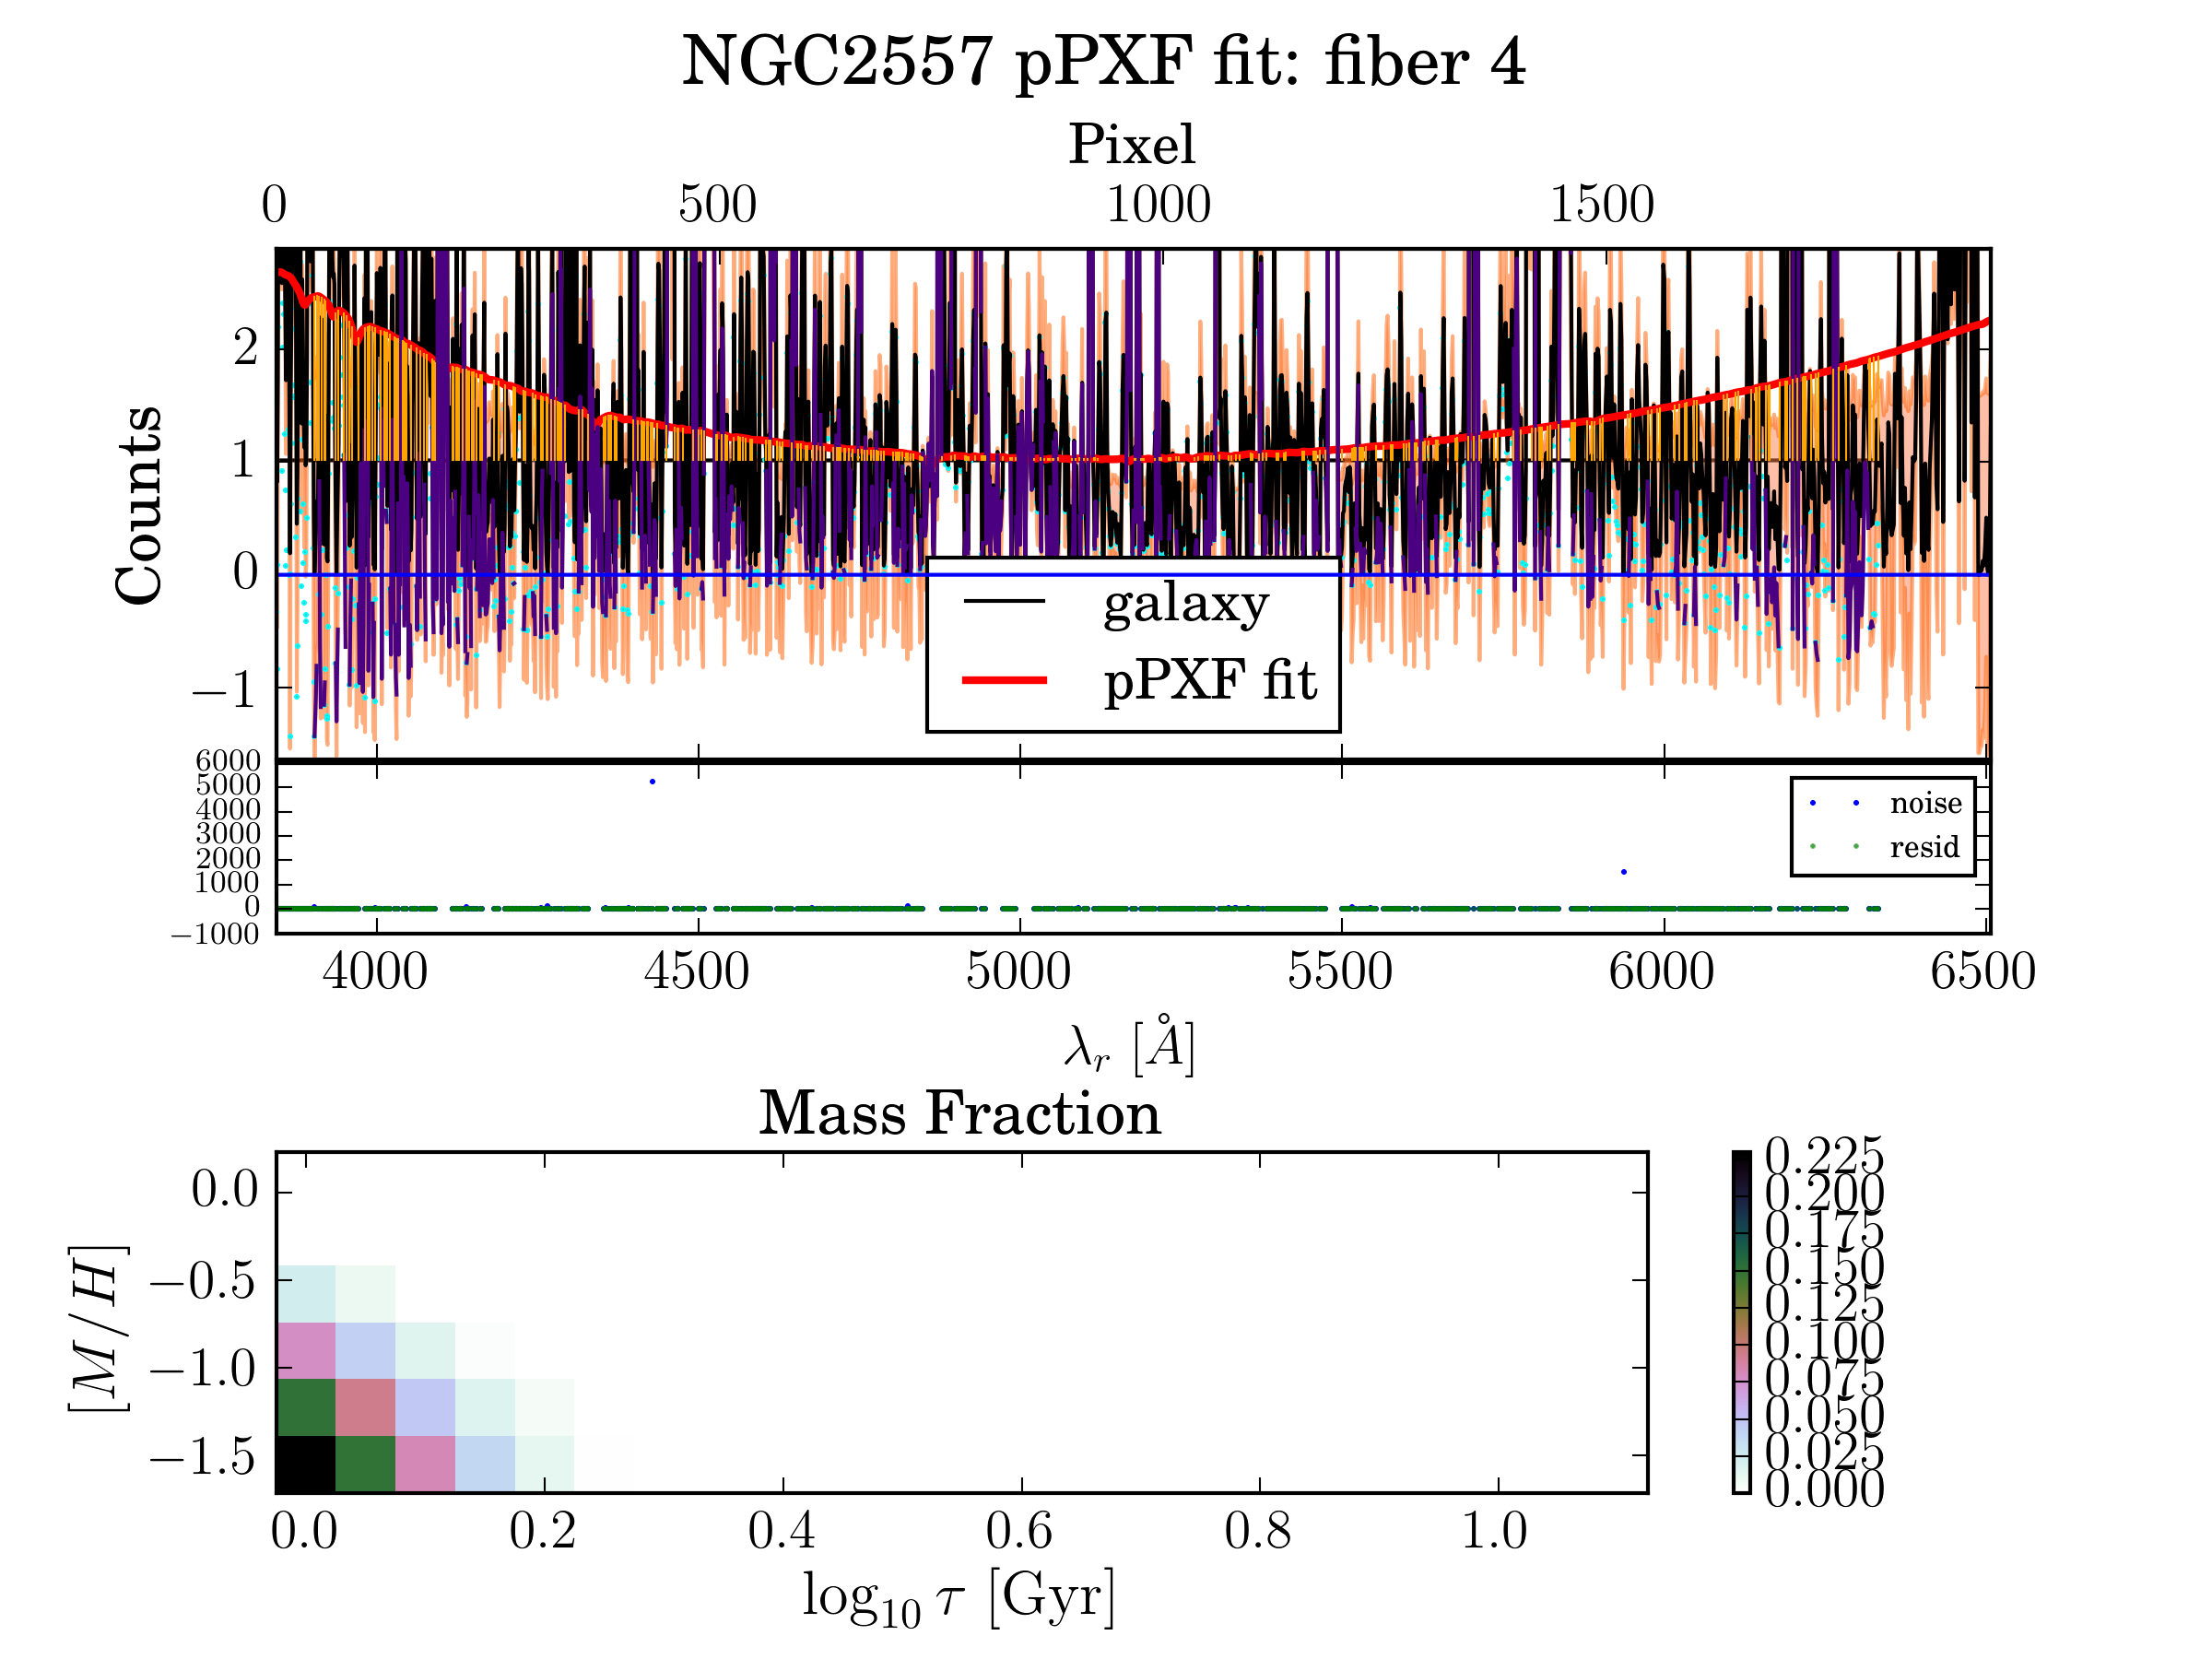 NGC2557 pPXF fit: fiber 4
Pixel
0 500 1000 1500
Counts
2
1
0
−1
galaxy
pPXF fit
6000
5000
4000
3000
2000
1000
0
−1000
noise
resid
4000 4500 5000 5500 6000 6500
λr [Å]
Mass Fraction
[M/H]
0.0
−0.5
−1.0
−1.5
0.0 0.2 0.4 0.6 0.8 1.0
log10 τ [Gyr]
0.225
0.200
0.175
0.150
0.125
0.100
0.075
0.050
0.025
0.000